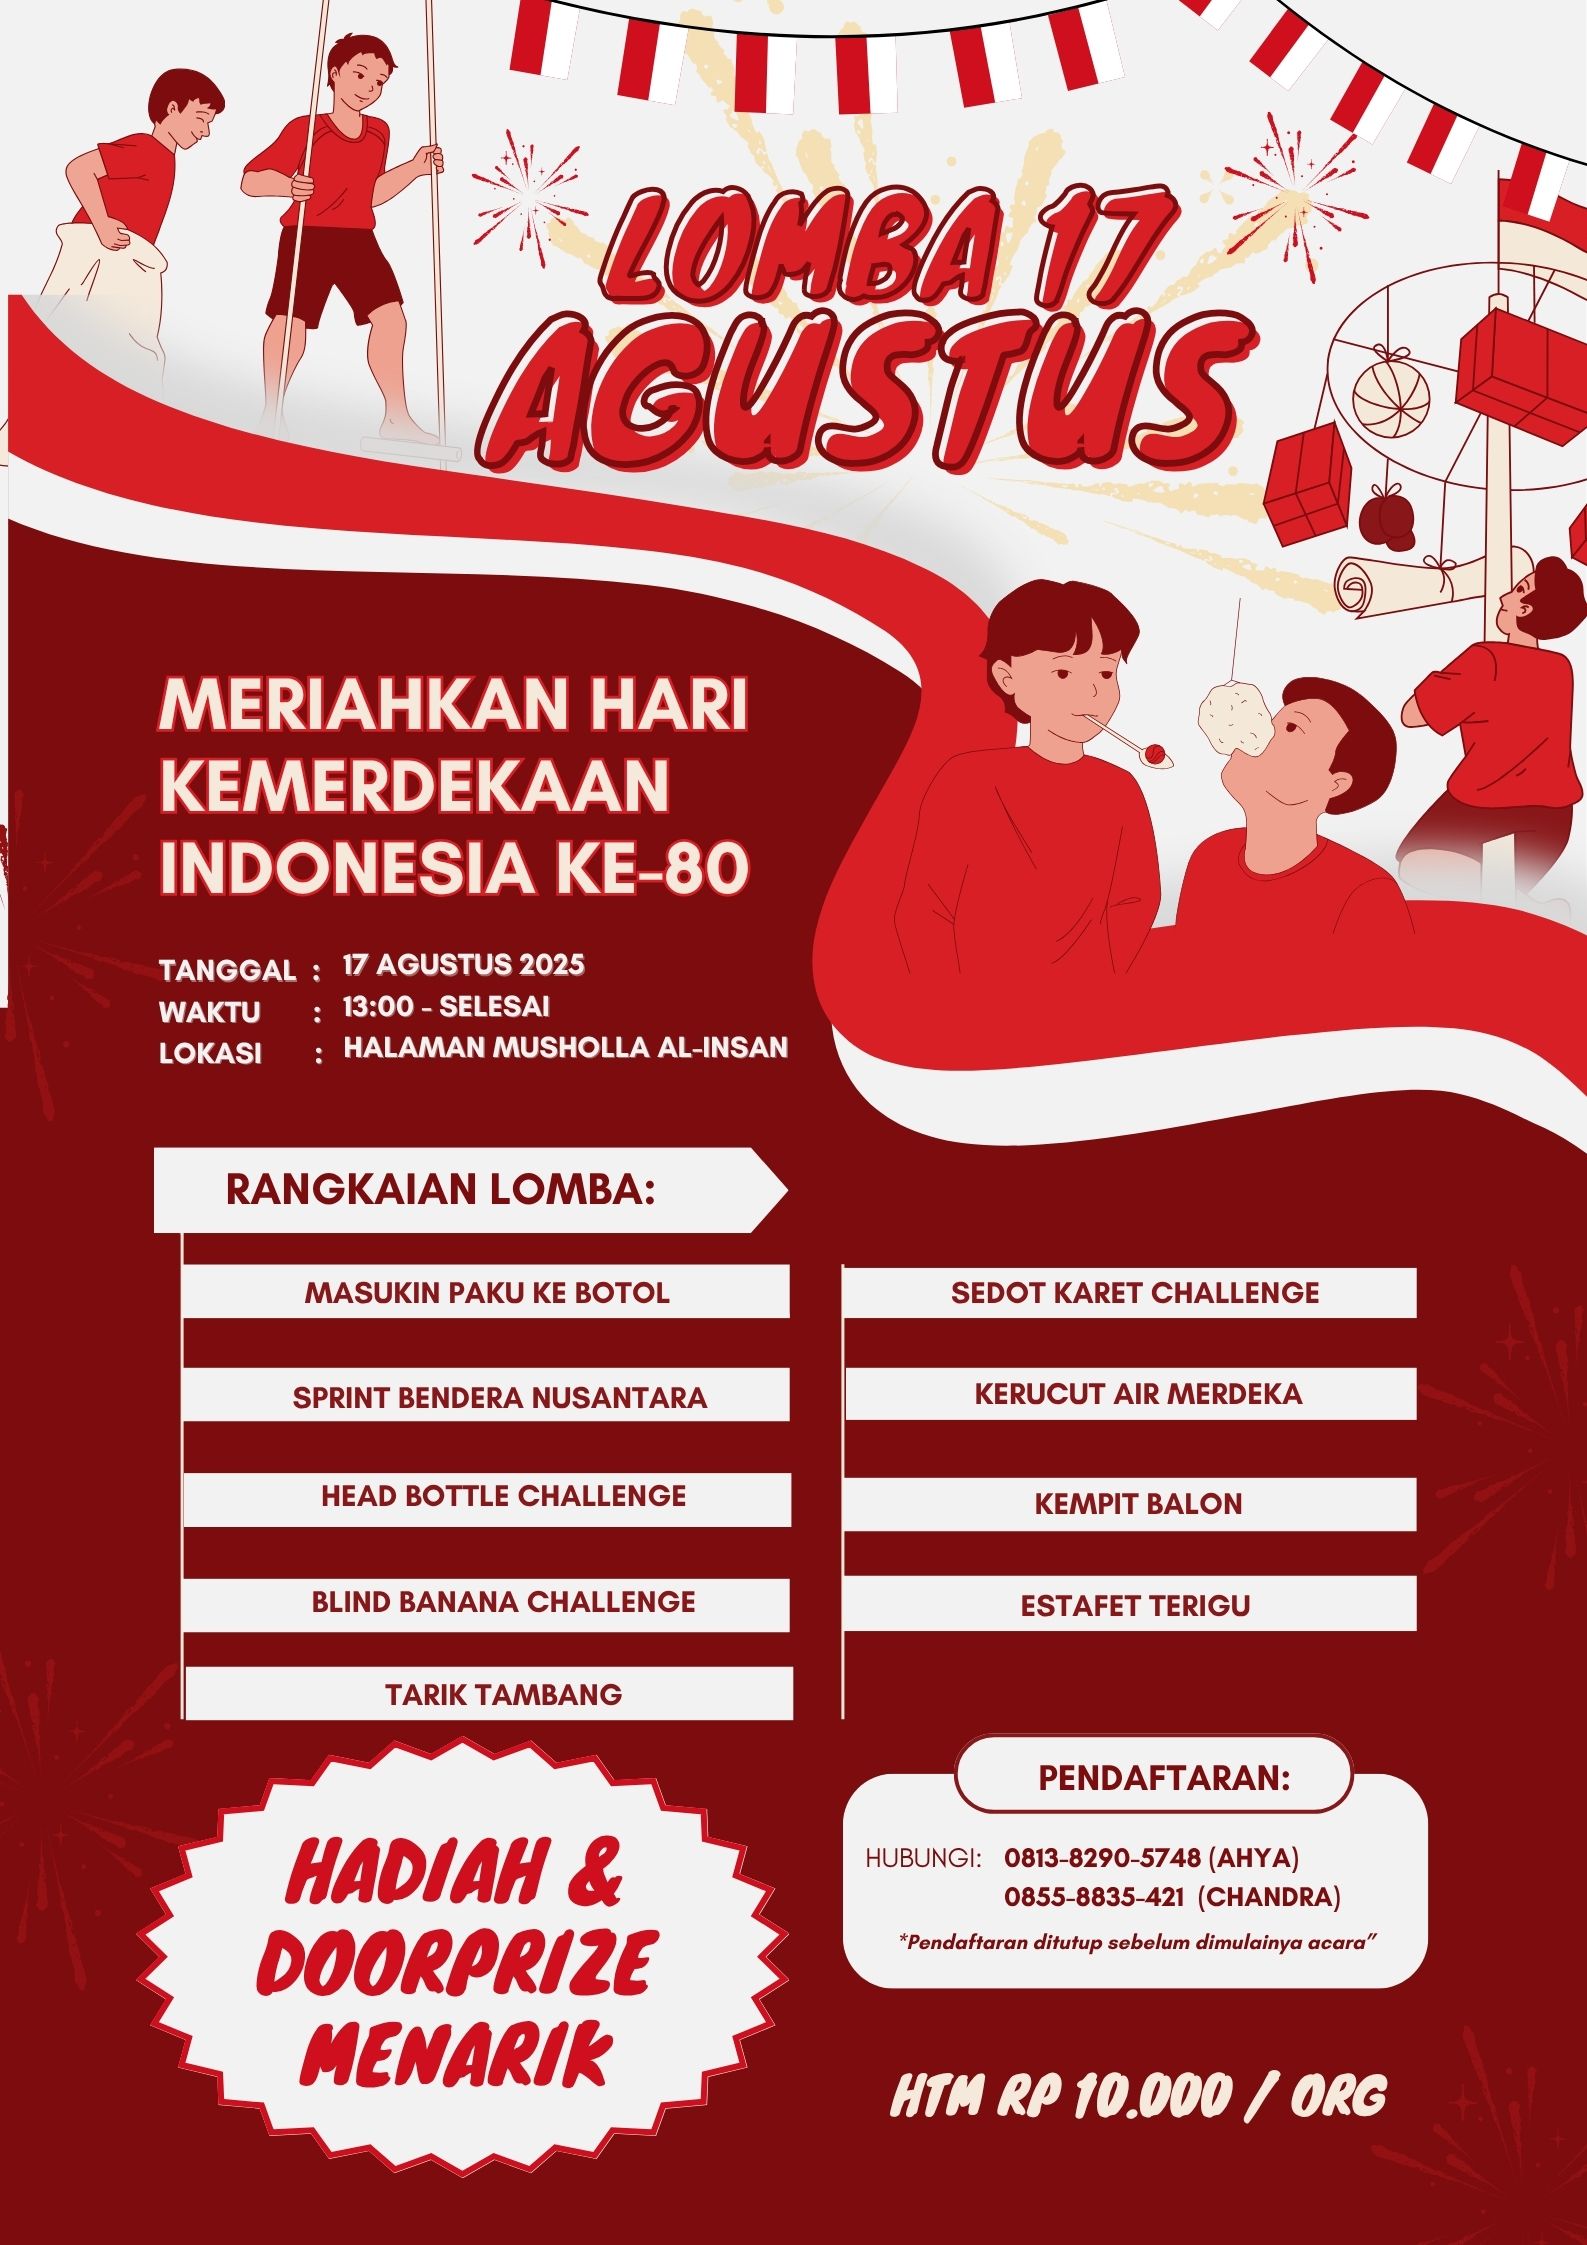 LOMBA 17
AGUSTUS
MERIAHKAN HARI
KEMERDEKAAN
INDONESIA KE-80
TANGGAL : 17 AGUSTUS 2025
WAKTU : 13:00 - SELESAI
LOKASI : HALAMAN MUSHOLLA AL-INSAN
RANGKAIAN LOMBA:
MASUKIN PAKU KE BOTOL
SPRINT BENDERA NUSANTARA
HEAD BOTTLE CHALLENGE
BLIND BANANA CHALLENGE
TARIK TAMBANG
SEDOT KARET CHALLENGE
KERUCUT AIR MERDEKA
KEMPIT BALON
ESTAFET TERIGU
HADIAH &
DOORPRIZE
MENARIK
PENDAFTARAN:
HUBUNGI: 0813-8290-5748 (AHYA)
0855-8835-421 (CHANDRA)
*Pendaftaran ditutup sebelum dimulainya acara"
HTM RP 10.000 / ORG